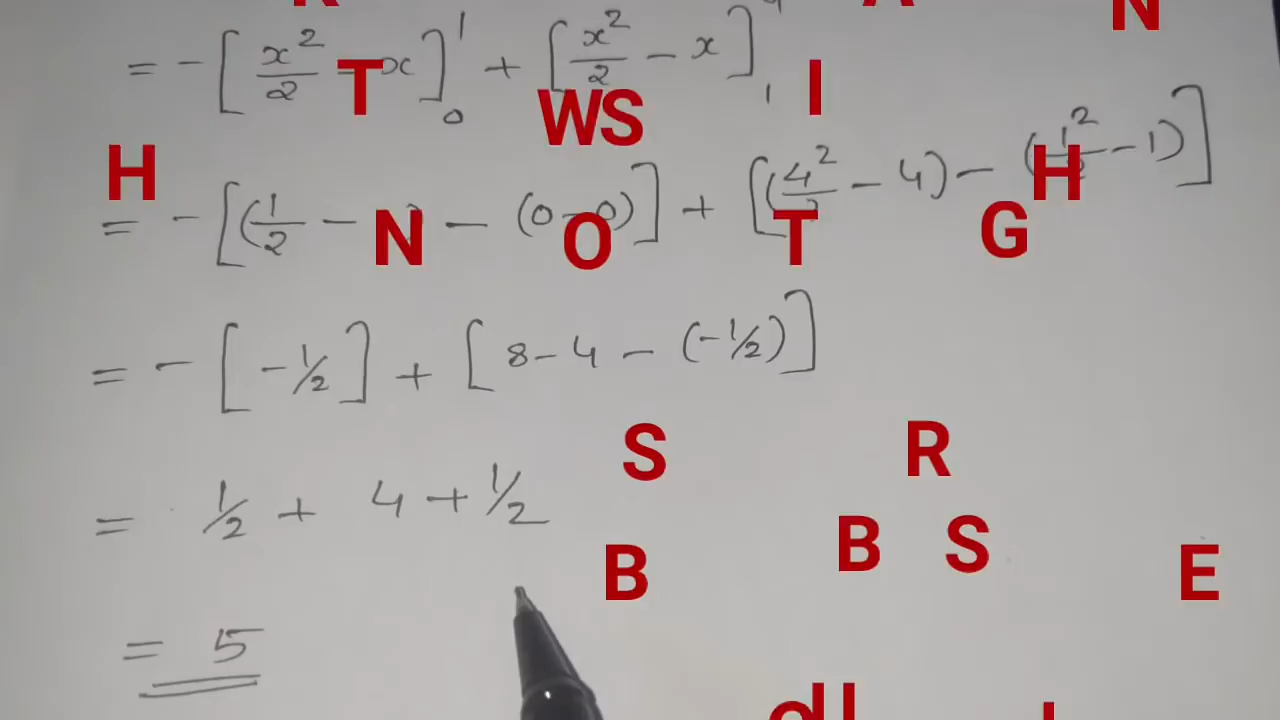 = - [x²/2 - x]₀¹ + [x²/2 - x]₁⁴
= - [(1/2 - 1) - (0 - 0)] + [(4²/2 - 4) - (1²/2 - 1)]
= - [-1/2] + [8 - 4 - (-1/2)]
= 1/2 + 4 + 1/2
= 5
N
T
WS
I
H
H
N
O
T
G
S
R
B
B
S
E